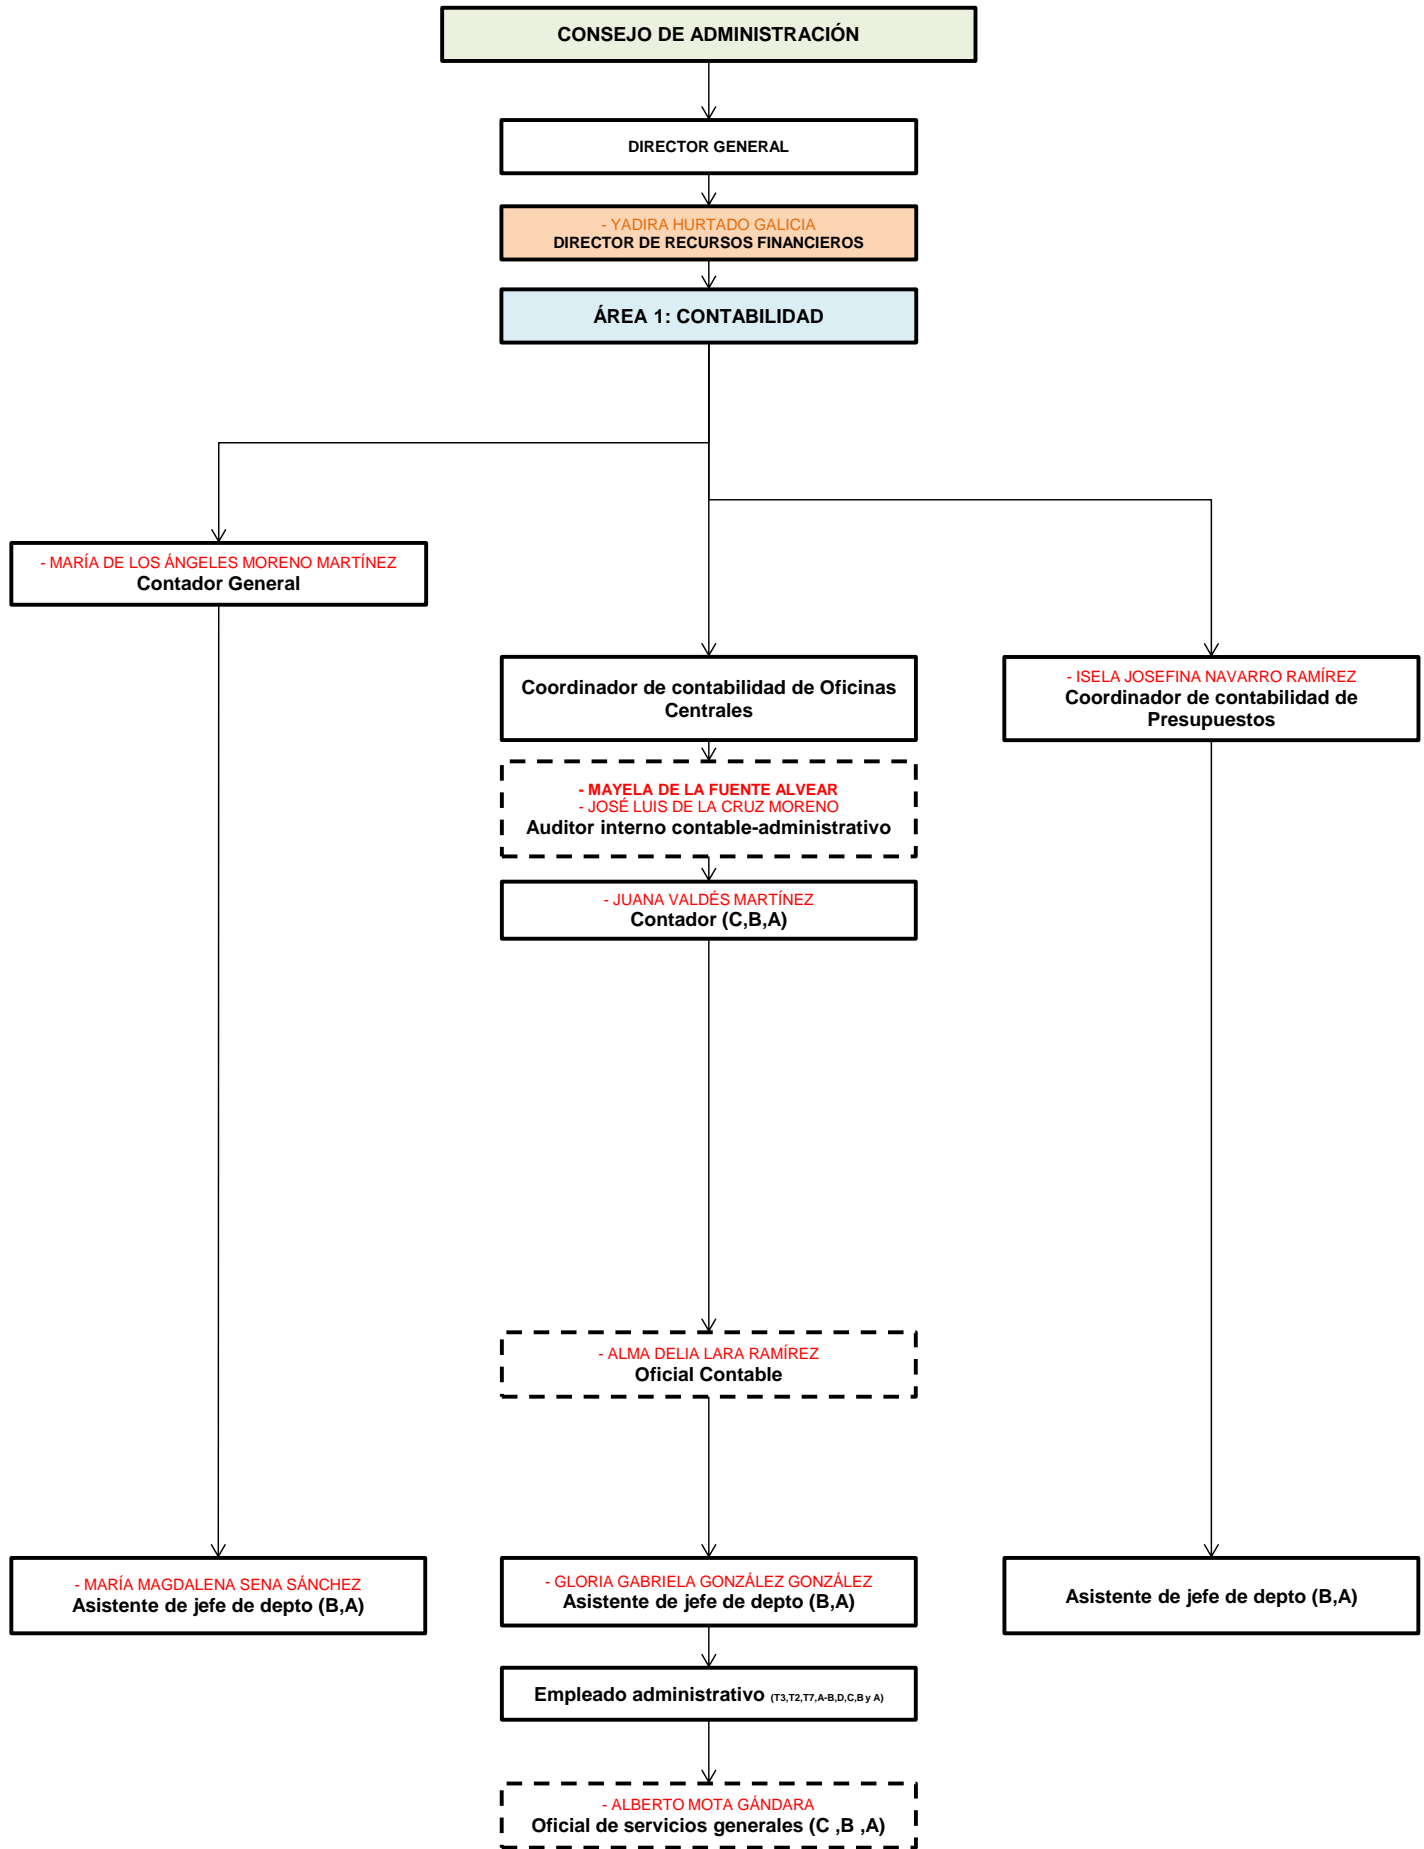 CONSEJO DE ADMINISTRACIÓN
DIRECTOR GENERAL
- YADIRA HURTADO GALICIA
DIRECTOR DE RECURSOS FINANCIEROS
ÁREA 1: CONTABILIDAD
- MARÍA DE LOS ÁNGELES MORENO MARTÍNEZ
Contador General
Coordinador de contabilidad de Oficinas
Centrales
- ISELA JOSEFINA NAVARRO RAMÍREZ
Coordinador de contabilidad de
Presupuestos
- MAYELA DE LA FUENTE ALVEAR
- JOSÉ LUIS DE LA CRUZ MORENO
Auditor interno contable-administrativo
- JUANA VALDÉS MARTÍNEZ
Contador (C,B,A)
- ALMA DELIA LARA RAMÍREZ
Oficial Contable
- MARÍA MAGDALENA SENA SÁNCHEZ
Asistente de jefe de depto (B,A)
- GLORIA GABRIELA GONZÁLEZ GONZÁLEZ
Asistente de jefe de depto (B,A)
Asistente de jefe de depto (B,A)
Empleado administrativo (T3,T2,T7,A-B,D,C,B y A)
- ALBERTO MOTA GÁNDARA
Oficial de servicios generales (C ,B ,A)